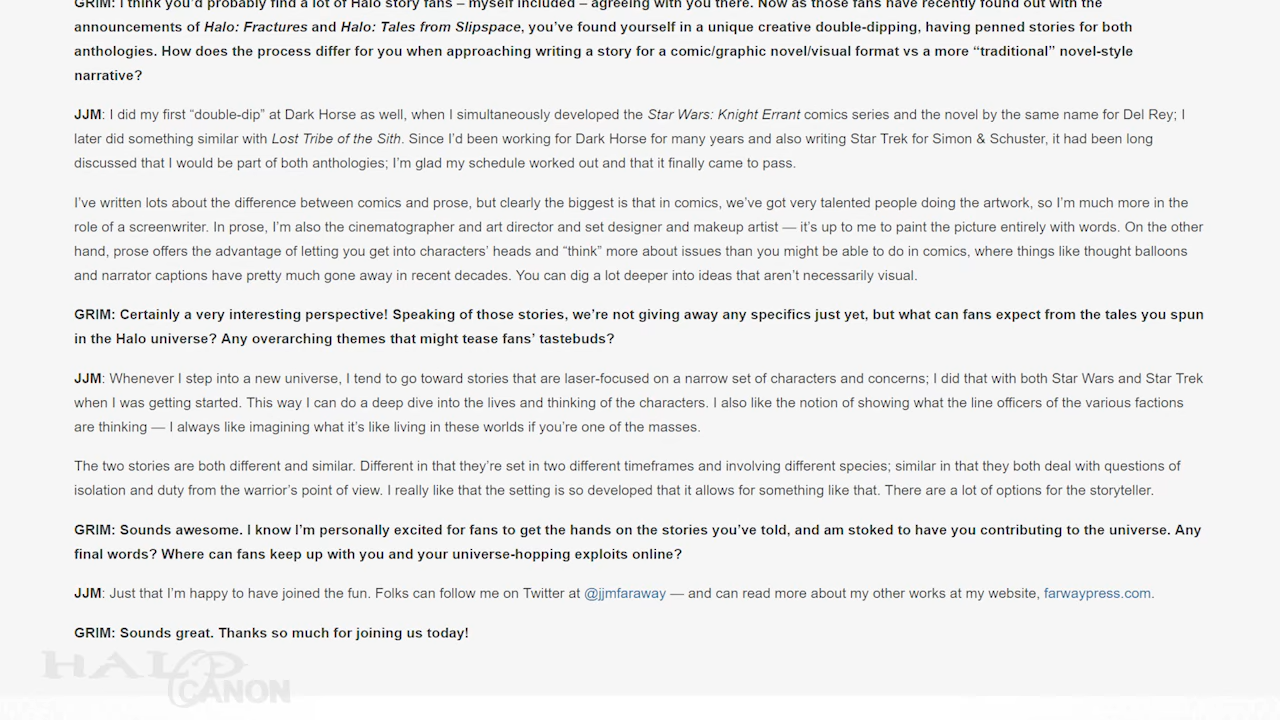 GRIM: I think you'd probably find a lot of Halo story fans – myself included – agreeing with you there. Now as those fans have recently found out with the
announcements of Halo: Fractures and Halo: Tales from Slipspace, you've found yourself in a unique creative double-dipping, having penned stories for both
anthologies. How does the process differ for you when approaching writing a story for a comic/graphic novel/visual format vs a more “traditional” novel-style
narrative?
JJM: I did my first “double-dip” at Dark Horse as well, when I simultaneously developed the Star Wars: Knight Errant comics series and the novel by the same name for Del Rey; I
later did something similar with Lost Tribe of the Sith. Since I'd been working for Dark Horse for many years and also writing Star Trek for Simon & Schuster, it had been long
discussed that I would be part of both anthologies; I'm glad my schedule worked out and that it finally came to pass.
I've written lots about the difference between comics and prose, but clearly the biggest is that in comics, we've got very talented people doing the artwork, so I'm much more in the
role of a screenwriter. In prose, I'm also the cinematographer and art director and set designer and makeup artist — it's up to me to paint the picture entirely with words. On the other
hand, prose offers the advantage of letting you get into characters' heads and “think” more about issues than you might be able to do in comics, where things like thought balloons
and narrator captions have pretty much gone away in recent decades. You can dig a lot deeper into ideas that aren't necessarily visual.
GRIM: Certainly a very interesting perspective! Speaking of those stories, we're not giving away any specifics just yet, but what can fans expect from the tales you spun
in the Halo universe? Any overarching themes that might tease fans' tastebuds?
JJM: Whenever I step into a new universe, I tend to go toward stories that are laser-focused on a narrow set of characters and concerns; I did that with both Star Wars and Star Trek
when I was getting started. This way I can do a deep dive into the lives and thinking of the characters. I also like the notion of showing what the line officers of the various factions
are thinking — I always like imagining what it's like living in these worlds if you're one of the masses.
The two stories are both different and similar. Different in that they're set in two different timeframes and involving different species; similar in that they both deal with questions of
isolation and duty from the warrior's point of view. I really like that the setting is so developed that it allows for something like that. There are a lot of options for the storyteller.
GRIM: Sounds awesome. I know I'm personally excited for fans to get the hands on the stories you've told, and am stoked to have you contributing to the universe. Any
final words? Where can fans keep up with you and your universe-hopping exploits online?
JJM: Just that I'm happy to have joined the fun. Folks can follow me on Twitter at @jjmfaraway — and can read more about my other works at my website, farwaypress.com.
GRIM: Sounds great. Thanks so much for joining us today!
HALO
CANON